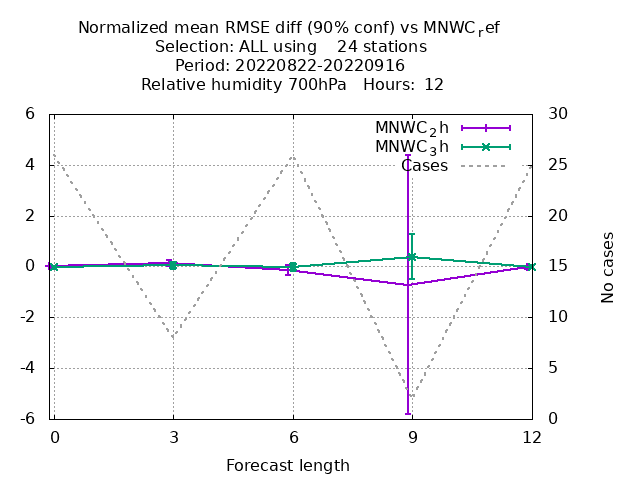 Normalized mean RMSE diff (90% conf) vs MNWC_ref
Selection: ALL using    24 stations
Period: 20220822-20220916
Relative humidity 700hPa   Hours:  12
MNWC_2h
MNWC_3h
Cases
6
4
2
0
-2
-4
-6
30
25
20
15
10
5
0
No cases
0 3 6 9 12
Forecast length